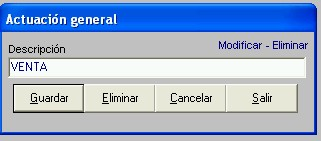 Actuación general
Modificar - Eliminar
Descripción
VENTA
Guardar Eliminar Cancelar Salir